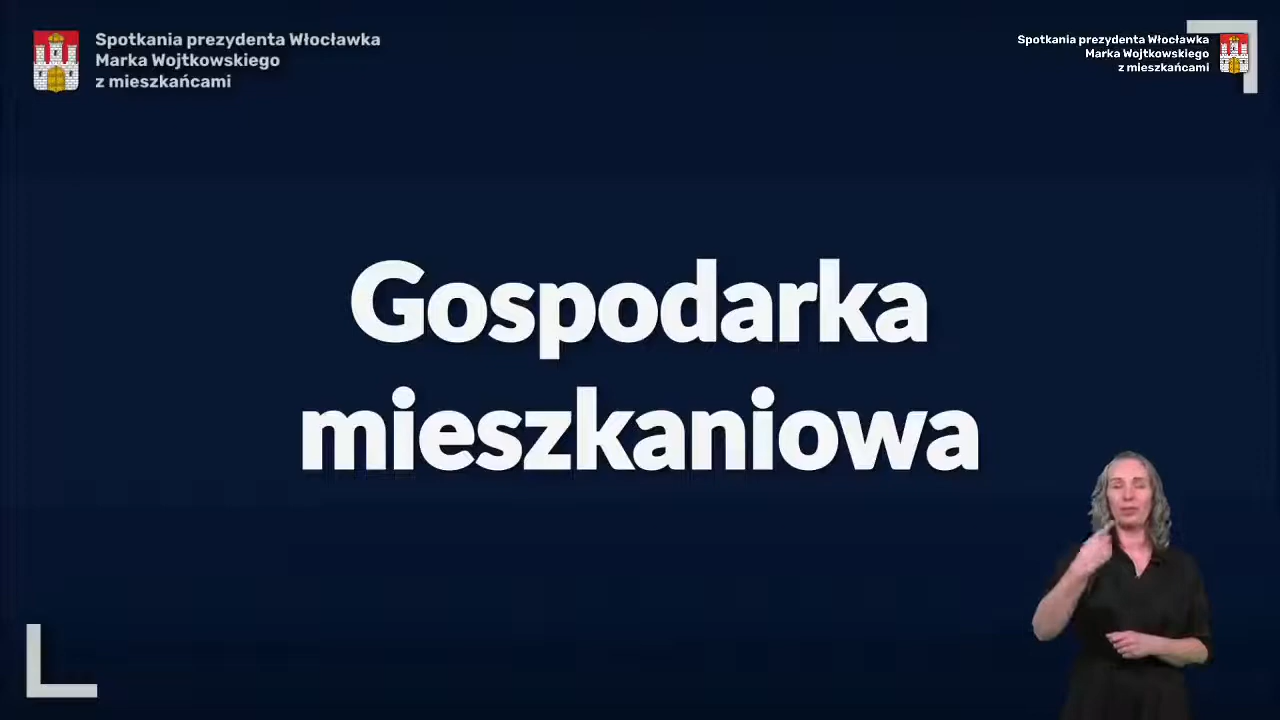 Spotkania prezydenta Włocławka
Marka Wojtkowskiego
z mieszkańcami
Spotkania prezydenta Włocławka
Marka Wojtkowskiego
z mieszkańcami
Gospodarka
mieszkaniowa